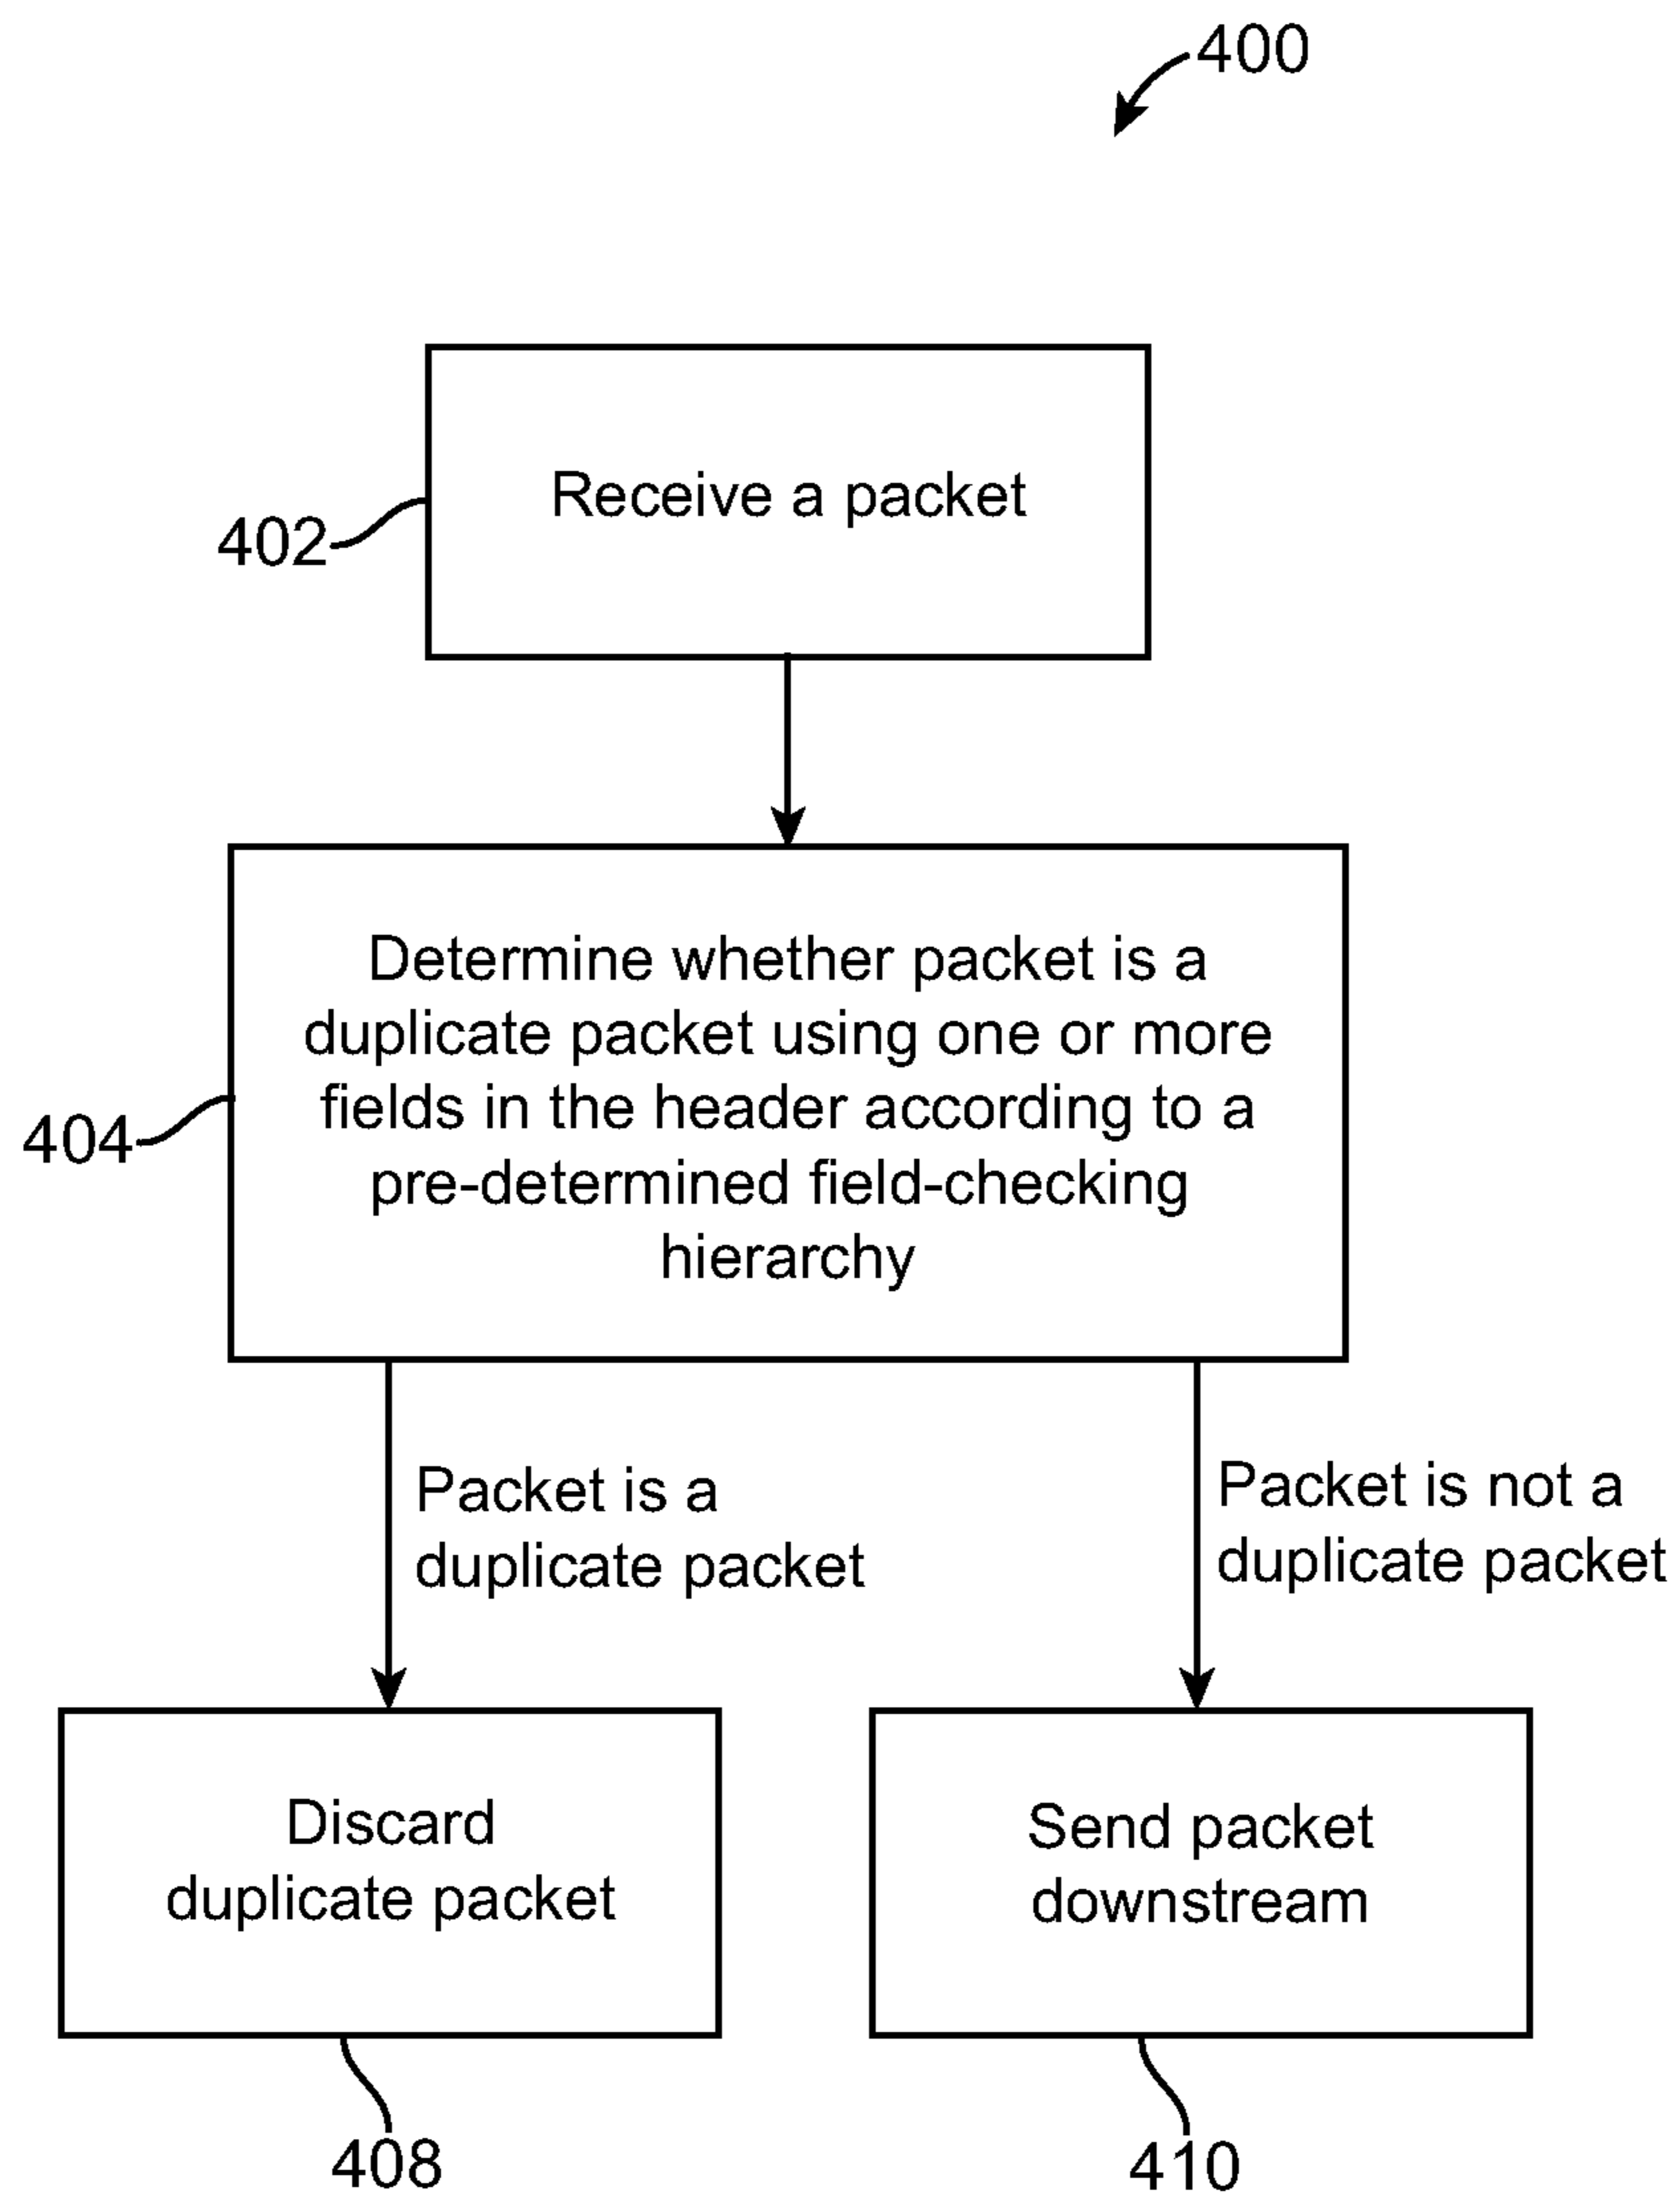 400
Receive a packet
402
Determine whether packet is a
duplicate packet using one or more
fields in the header according to a
pre-determined field-checking
hierarchy
404
Packet is a
duplicate packet
Packet is not a
duplicate packet
Discard
duplicate packet
Send packet
downstream
408
410